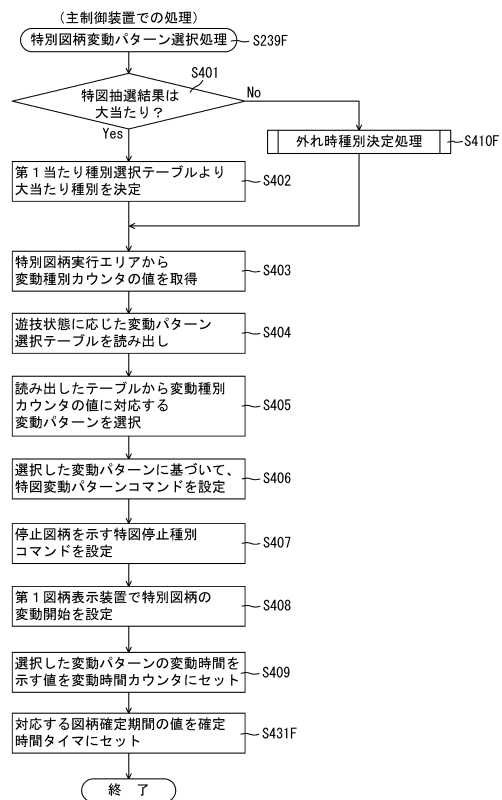 （主制御装置での処理）
特別図柄変動パターン選択処理
S239F
S401
特図抽選結果は
大当たり？
No
Yes
外れ時種別決定処理
S410F
第１当たり種別選択テーブルより
大当たり種別を決定
S402
特別図柄実行エリアから
変動種別カウンタの値を取得
S403
遊技状態に応じた変動パターン
選択テーブルを読み出し
S404
読み出したテーブルから変動種別
カウンタの値に対応する
変動パターンを選択
S405
選択した変動パターンに基づいて、
特図変動パターンコマンドを設定
S406
停止図柄を示す特図停止種別
コマンドを設定
S407
第１図柄表示装置で特別図柄の
変動開始を設定
S408
選択した変動パターンの変動時間を
示す値を変動時間カウンタにセット
S409
対応する図柄確定期間の値を確定
時間タイマにセット
S431F
終　了